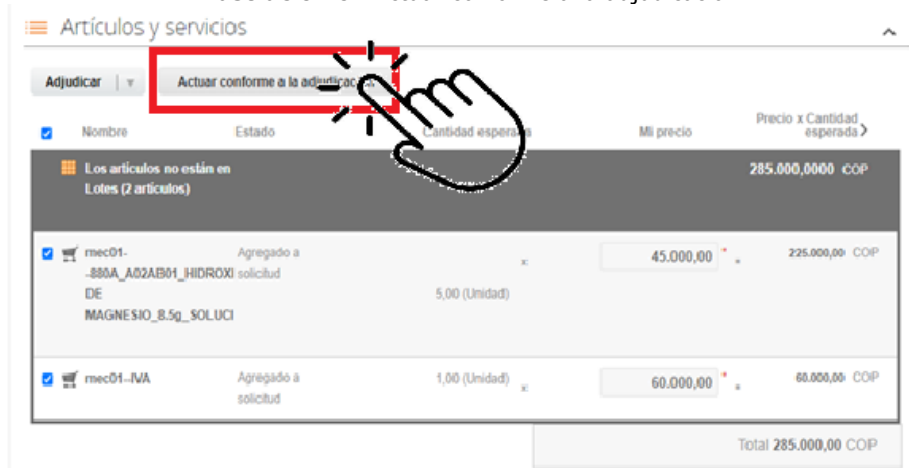 Artículos y servicios
Adjudicar Actuar conforme a la adjudicac
Nombre Estado Cantidad esperada Mi precio Precio x Cantidad
esperada
Los artículos no están en
Lotes (2 artículos)
285.000,0000 COP
mec01- Agregado a
solicitud
-880A_A02AB01_HIDROXI
DE
MAGNESIO_8.5g_SOLUCI
5,00 (Unidad)
x 45.000,00 * = 225.000,00 COP
mec01--IVA Agregado a
solicitud
1,00 (Unidad) x 60.000,00 * = 60.000,00 COP
Total 285.000,00 COP